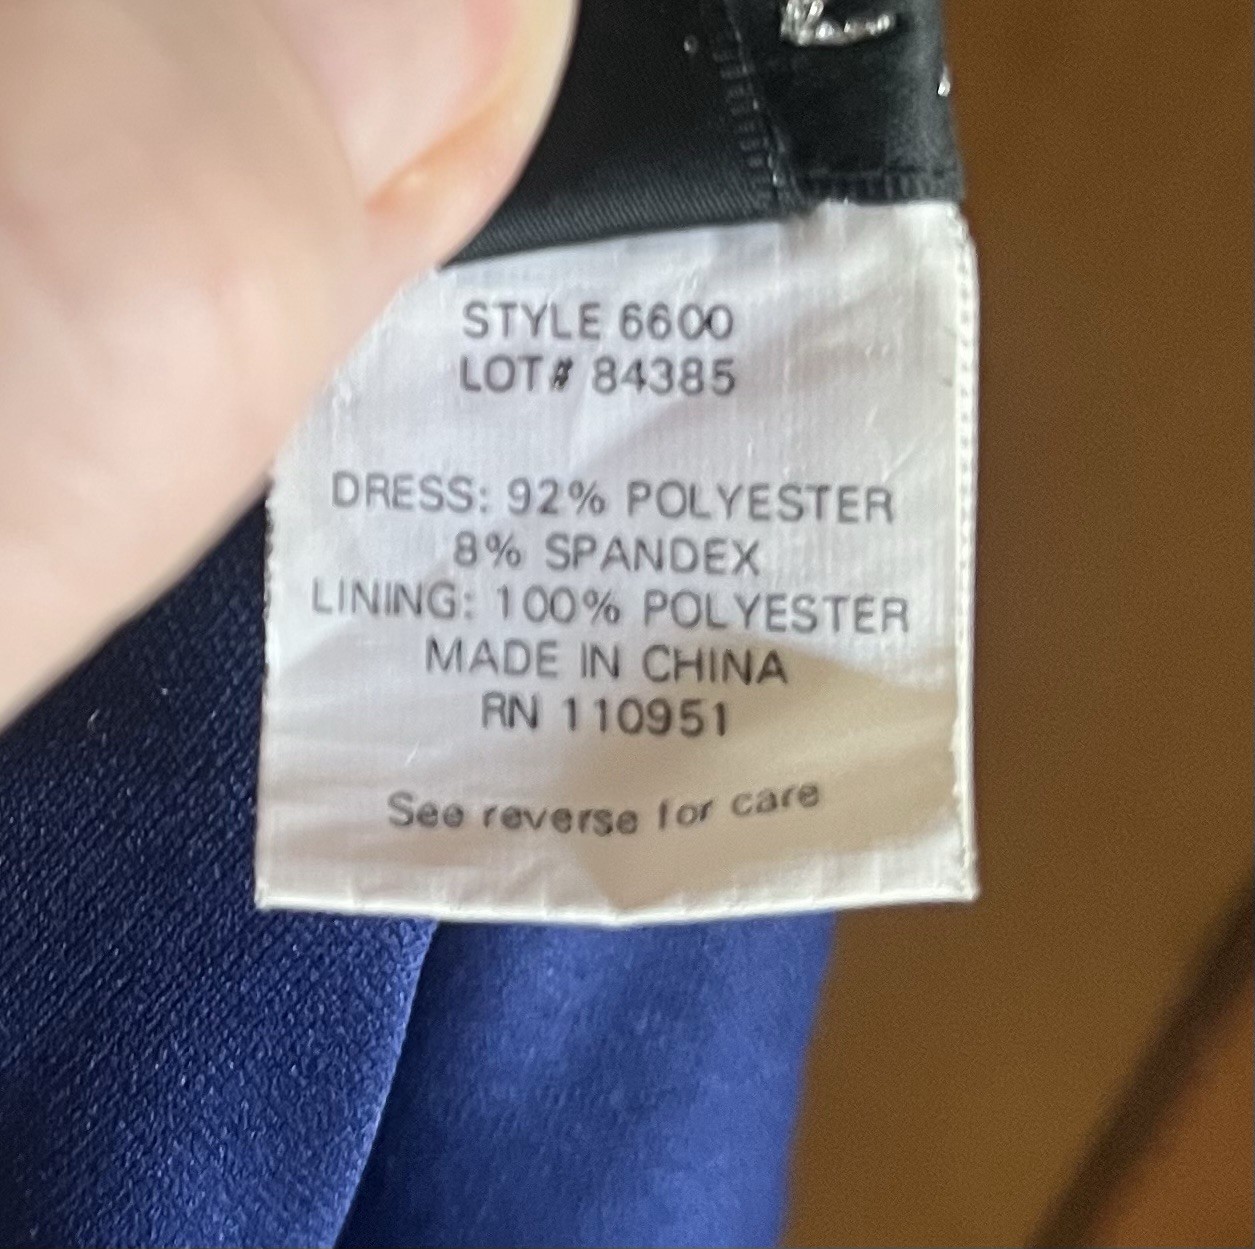 STYLE 6600
LOT# 84385
DRESS: 92% POLYESTER
8% SPANDEX
LINING: 100% POLYESTER
MADE IN CHINA
RN 110951
See reverse for care